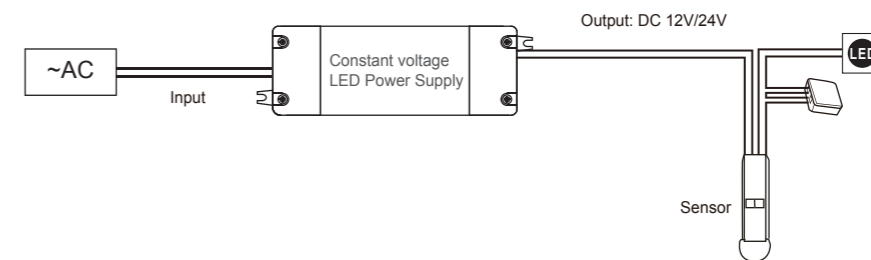 Output: DC 12V/24V
~AC
Input
Constant voltage
LED Power Supply
LED
Sensor